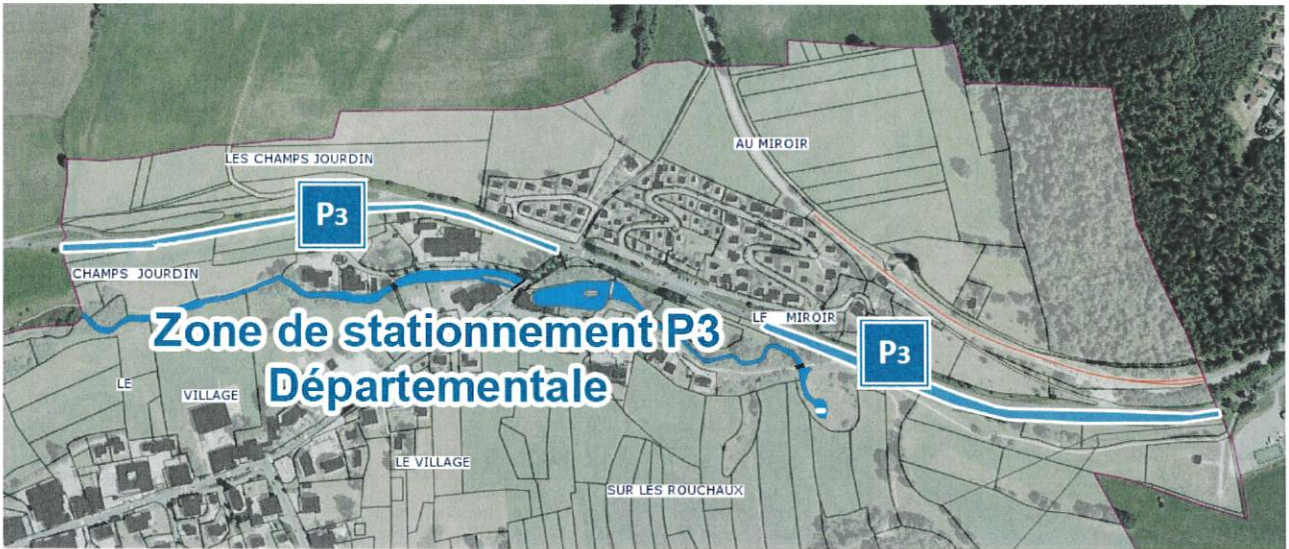 AU MIROIR
LES CHAMPS JOURDIN
P3
CHAMPS JOURDIN
LE MIROIR
Zone de stationnement P3
Départementale
P3
LE
VILLAGE
LE VILLAGE
SUR LES ROUCHAUX